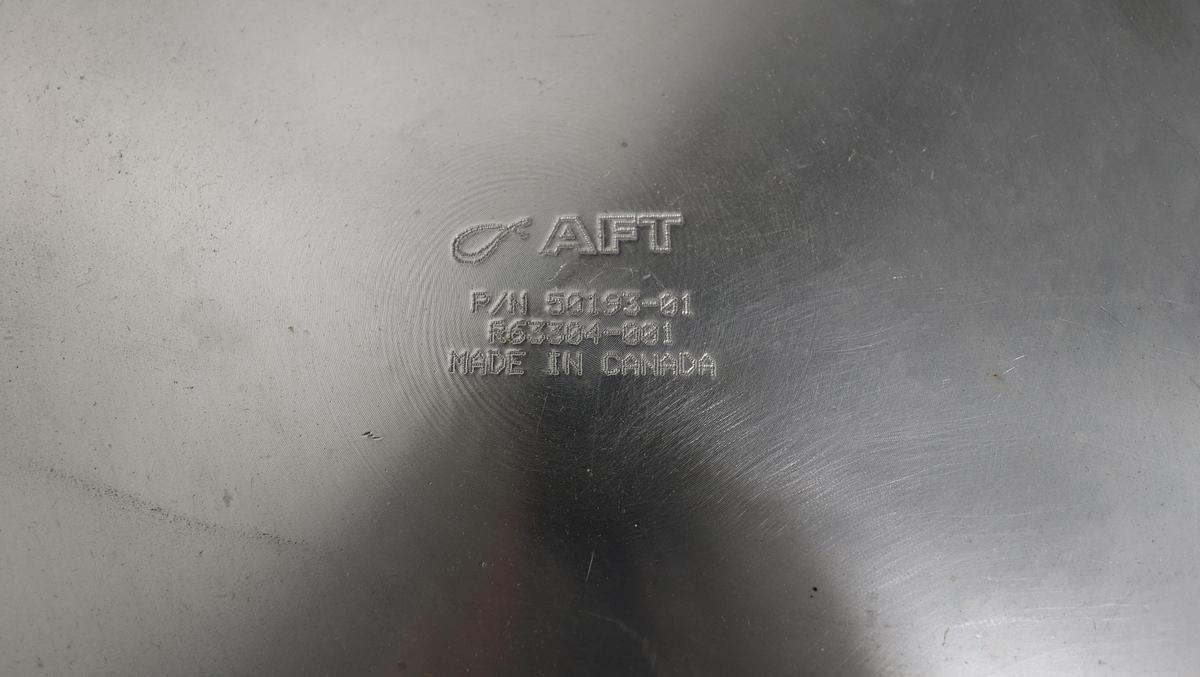 AFT
P/N 50193-01
R63304-001
MADE IN CANADA